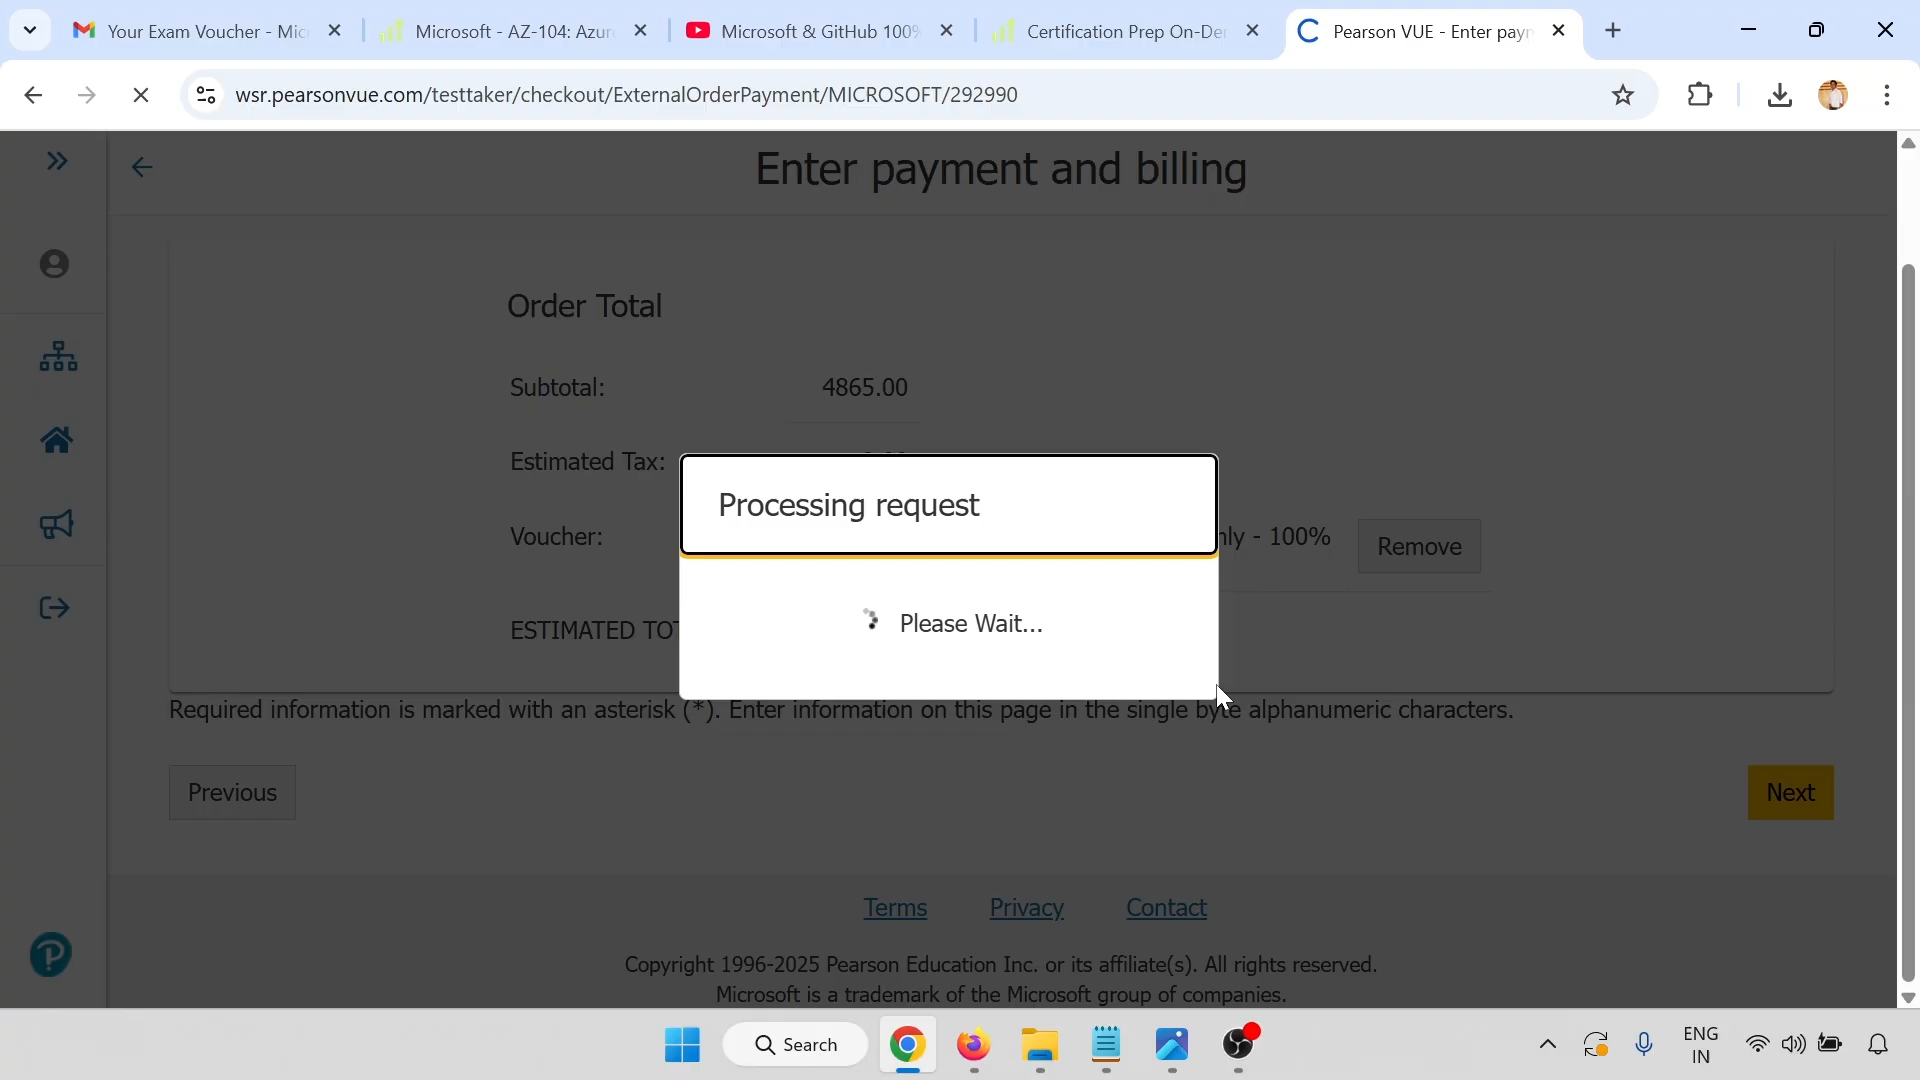 Your Exam Voucher - Mic
Microsoft - AZ-104: Azur
Microsoft & GitHub 100%
Certification Prep On-De
Pearson VUE - Enter payn
wsr.pearsonvue.com/testtaker/checkout/ExternalOrderPayment/MICROSOFT/292990
Enter payment and billing
Order Total
Subtotal: 4865.00
Estimated Tax:
Voucher: nly - 100% Remove
ESTIMATED TOT
Processing request
Please Wait...
Required information is marked with an asterisk (*). Enter information on this page in the single byte alphanumeric characters.
Previous
Next
Terms Privacy Contact
Copyright 1996-2025 Pearson Education Inc. or its affiliate(s). All rights reserved.
Microsoft is a trademark of the Microsoft group of companies.
Search
ENG
IN